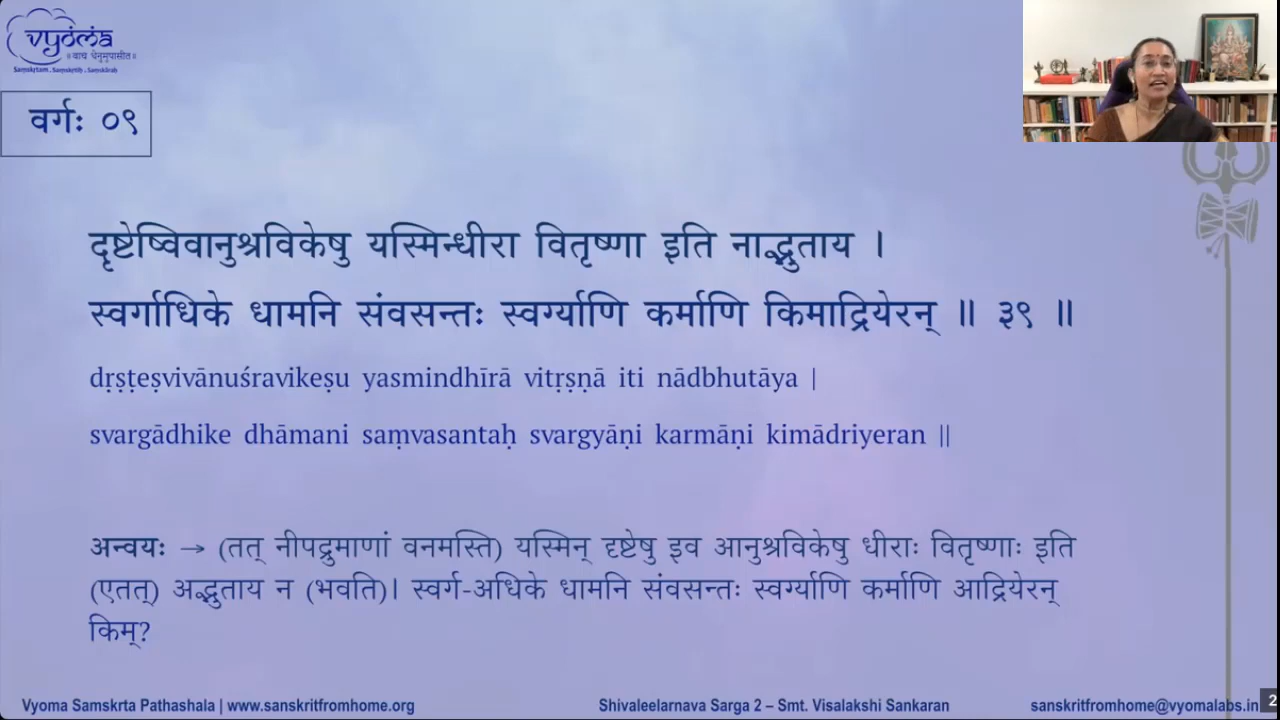 vyoma
॥ वाचं धेनुमुपासीत ॥
Saṃskṛtam . Saṃskṛtiḥ . Saṃskāraḥ
वर्गः ०९
दृष्टेष्विवानुश्रविकेषु यस्मिन्धीरा वितृष्णा इति नाद्भुताय ।
स्वर्गाधिके धामनि संवसन्तः स्वर्ग्याणि कर्माणि किमाद्रियेरन् ॥ ३९ ॥
dṛṣṭeṣvivānuśravikeṣu yasmindhīrā vitṛṣṇā iti nādbhutāya |
svargādhike dhāmani saṃvasantaḥ svargyāṇi karmāṇi kimādriyeran ||
अन्वयः → (तत् नीपद्रुमाणां वनमस्ति) यस्मिन् दृष्टेषु इव आनुश्रविकेषु धीराः वितृष्णाः इति
(एतत्) अद्भुताय न (भवति)। स्वर्ग-अधिके धामनि संवसन्तः स्वर्ग्याणि कर्माणि आद्रियेरन्
किम्?
Vyoma Samskrta Pathashala | www.sanskritfromhome.org
Shivaleelarnava Sarga 2 – Smt. Visalakshi Sankaran
sanskritfromhome@vyomalabs.in
2